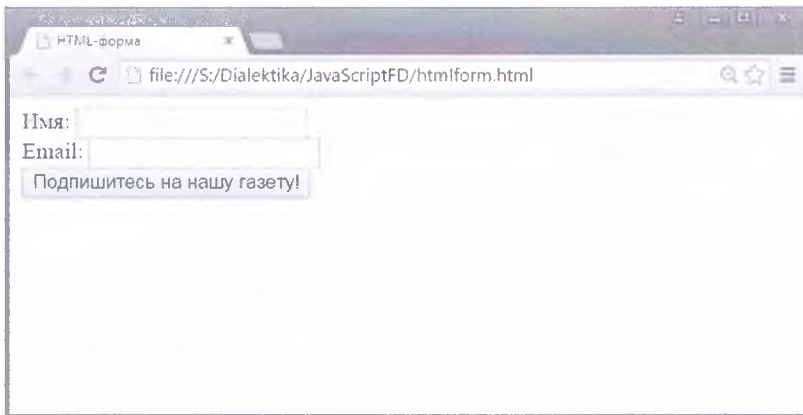 HTML-форма
file:///S:/Dialektika/JavaScriptFD/htmlform.html
Имя:
Email:
Подпишитесь на нашу газету!